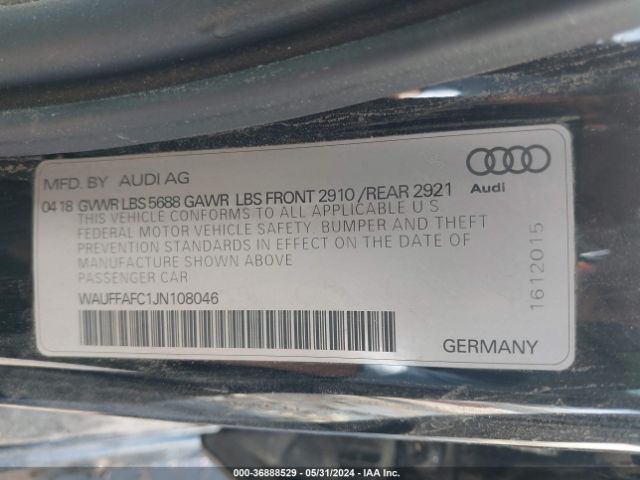 MFD. BY AUDI AG
Audi
04 18 GVWR LBS 5688 GAWR LBS FRONT 2910 /REAR 2921
THIS VEHICLE CONFORMS TO ALL APPLICABLE U S
FEDERAL MOTOR VEHICLE SAFETY, BUMPER AND THEFT
PREVENTION STANDARDS IN EFFECT ON THE DATE OF
MANUFACTURE SHOWN ABOVE
PASSENGER CAR
WAUFFAFC1JN108046
1612015
GERMANY
000-36888529 - 05/31/2024 - IAA Inc.